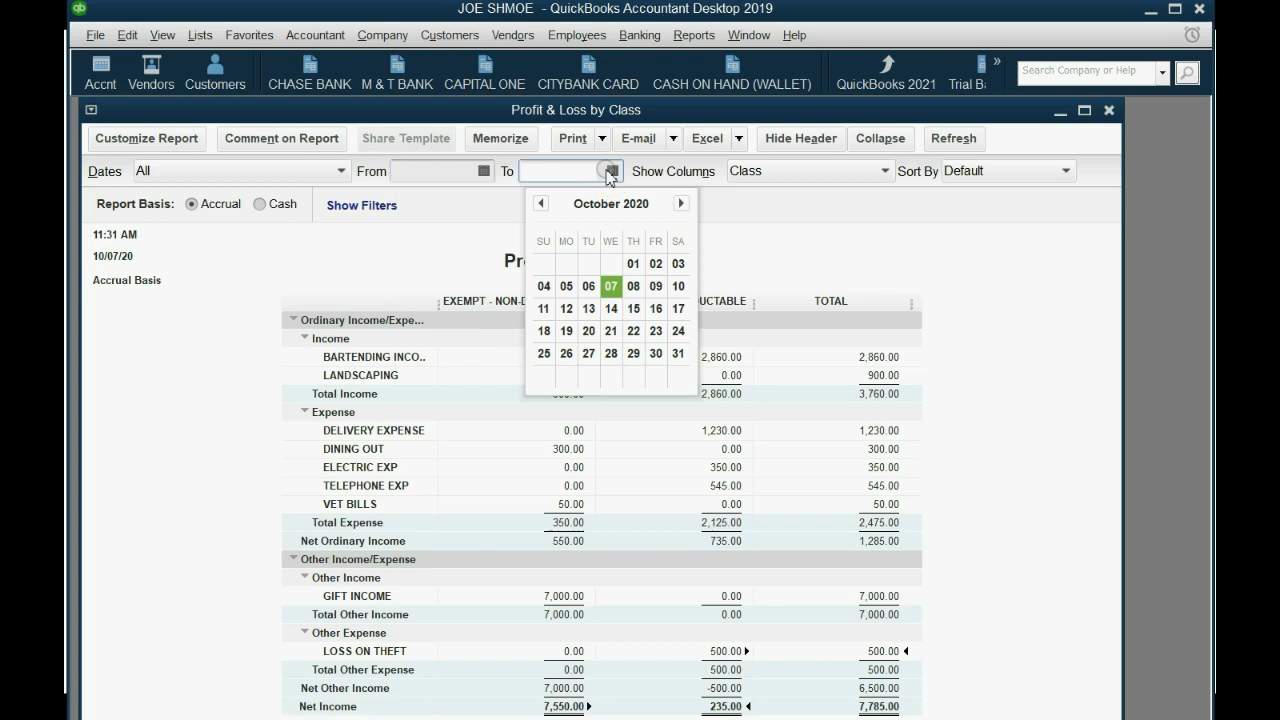 JOE SHMOE - QuickBooks Accountant Desktop 2019
File Edit View Lists Favorites Accountant Company Customers Vendors Employees Banking Reports Window Help
Accnt Vendors Customers CHASE BANK M & T BANK CAPITAL ONE CITYBANK CARD CASH ON HAND (WALLET) QuickBooks 2021 Trial Ba » Search Company or Help
Profit & Loss by Class
Customize Report Comment on Report Share Template Memorize Print E-mail Excel Hide Header Collapse Refresh
Dates All From To Show Columns Class Sort By Default
Report Basis: Accrual Cash Show Filters
October 2020
11:31 AM
10/07/20
Accrual Basis
Pr
SU MO TU WE TH FR SA
01 02 03
04 05 06 07 08 09 10
11 12 13 14 15 16 17
18 19 20 21 22 23 24
25 26 27 28 29 30 31
EXEMPT - NON-D UCTABLE TOTAL
Ordinary Income/Expe...
Income
BARTENDING INCO.. 2,860.00 2,860.00
LANDSCAPING 0.00 900.00
Total Income 2,860.00 3,760.00
Expense
DELIVERY EXPENSE 0.00 1,230.00 1,230.00
DINING OUT 300.00 0.00 300.00
ELECTRIC EXP 0.00 350.00 350.00
TELEPHONE EXP 0.00 545.00 545.00
VET BILLS 50.00 0.00 50.00
Total Expense 350.00 2,125.00 2,475.00
Net Ordinary Income 550.00 735.00 1,285.00
Other Income/Expense
Other Income
GIFT INCOME 7,000.00 0.00 7,000.00
Total Other Income 7,000.00 0.00 7,000.00
Other Expense
LOSS ON THEFT 0.00 500.00 500.00
Total Other Expense 0.00 500.00 500.00
Net Other Income 7,000.00 -500.00 6,500.00
Net Income 7,550.00 235.00 7,785.00